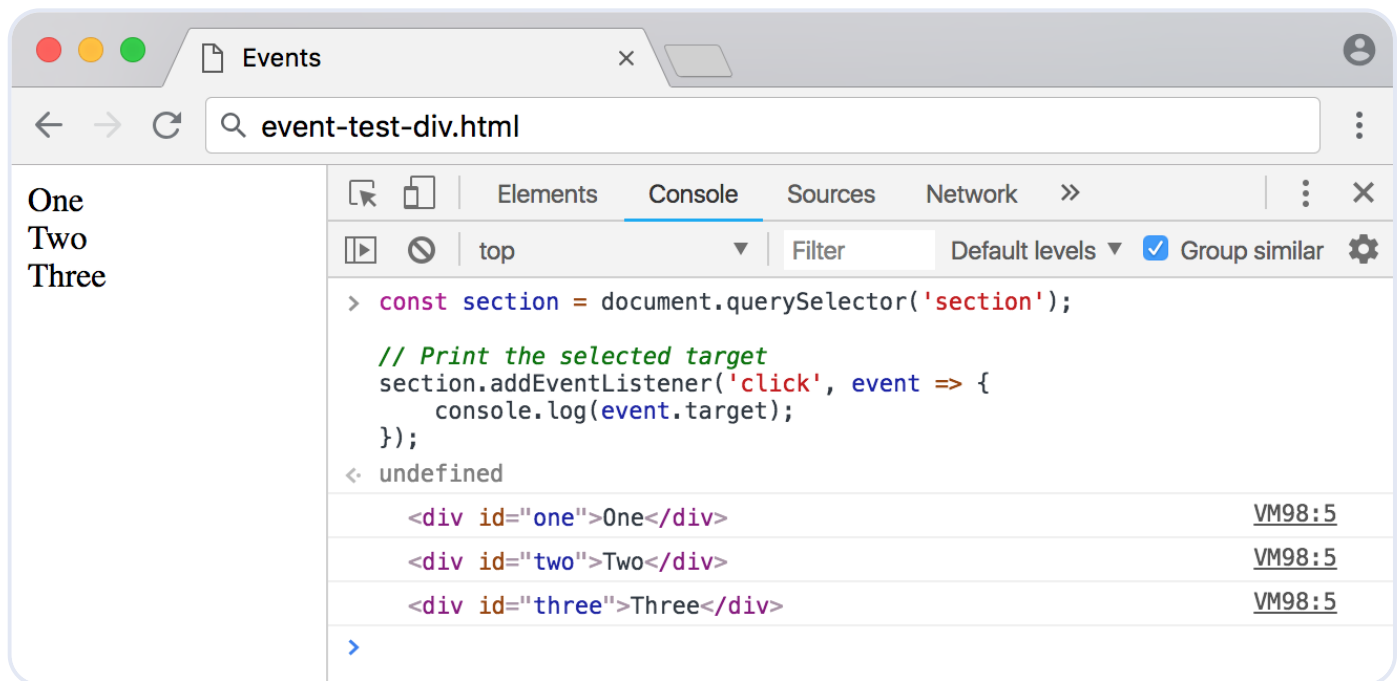 Events
event-test-div.html
One
Two
Three
Elements Console Sources Network
top Filter Default levels Group similar
const section = document.querySelector('section');
// Print the selected target
section.addEventListener('click', event => {
    console.log(event.target);
});
undefined
<div id="one">One</div> VM98:5
<div id="two">Two</div> VM98:5
<div id="three">Three</div> VM98:5